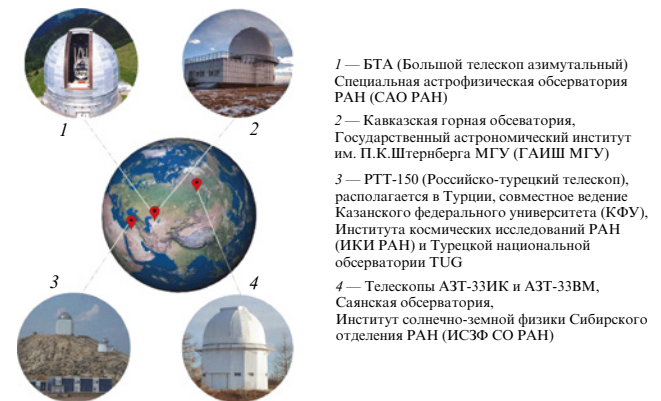 1
2
3
4
1 — БТА (Большой телескоп азимутальный)
Специальная астрофизическая обсерватория
РАН (САО РАН)
2 — Кавказская горная обсеватория,
Государственный астрономический институт
им. П.К.Штернберга МГУ (ГАИШ МГУ)
3 — РТТ-150 (Российско-турецкий телескоп),
располагается в Турции, совместное ведение
Казанского федерального университета (КФУ),
Института космических исследований РАН
(ИКИ РАН) и Турецкой национальной
обсерватории TUG
4 — Телескопы АЗТ-33ИК и АЗТ-33ВМ,
Саянская обсерватория,
Институт солнечно-земной физики Сибирского
отделения РАН (ИСЗФ СО РАН)